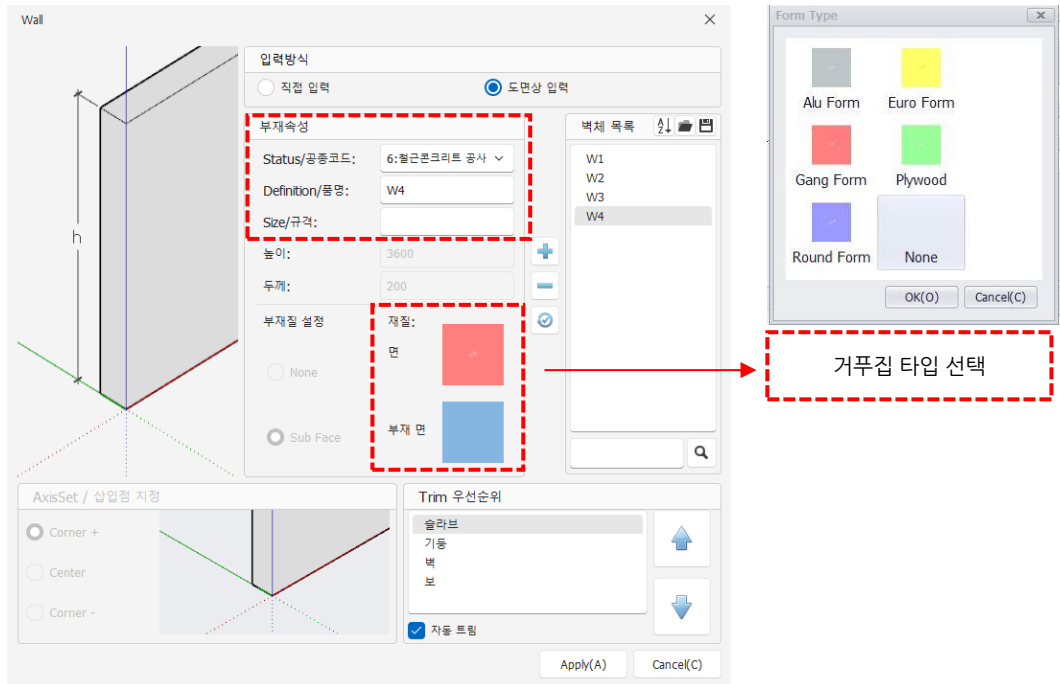 Wall
입력방식
직접 입력
도면상 입력
h
부재속성
Status/공종코드:
6:철근콘크리트 공사
Definition/품명:
W4
Size/규격:
높이:
3600
두께:
200
부재질 설정
재질:
면
None
Sub Face
부재 면
벽체 목록
W1
W2
W3
W4
AxisSet / 삽입점 지정
Corner +
Center
Corner -
Trim 우선순위
슬라브
기둥
벽
보
자동 트림
Apply(A)
Cancel(C)
Form Type
Alu Form
Euro Form
Gang Form
Plywood
Round Form
None
OK(O)
Cancel(C)
거푸집 타입 선택